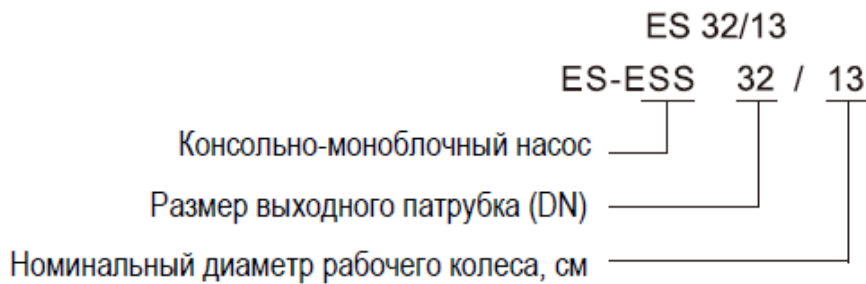 ES 32/13
ES-ESS 32 / 13
Консольно-моноблочный насос
Размер выходного патрубка (DN)
Номинальный диаметр рабочего колеса, см